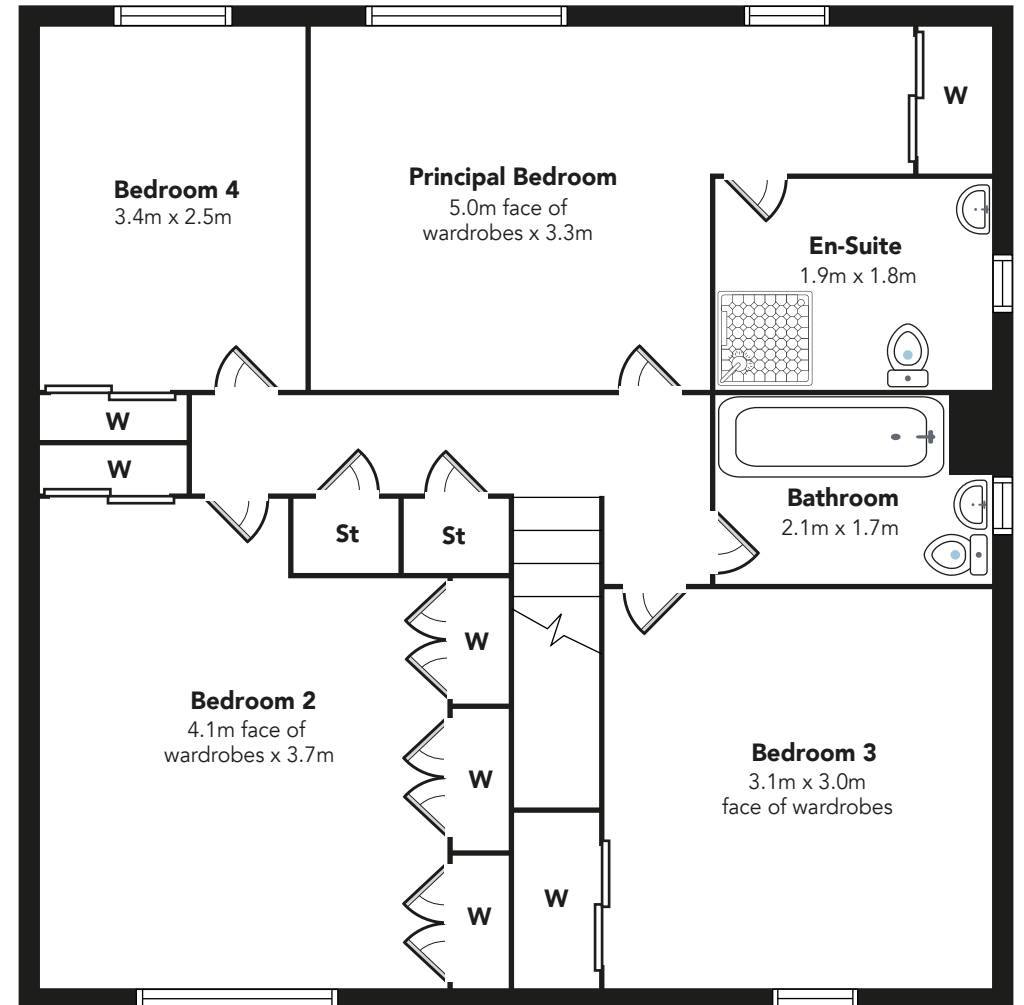 W
Bedroom 4
3.4m x 2.5m
Principal Bedroom
5.0m face of
wardrobes x 3.3m
En-Suite
1.9m x 1.8m
W
W
Bathroom
2.1m x 1.7m
St
St
W
Bedroom 2
4.1m face of
wardrobes x 3.7m
W
W
Bedroom 3
3.1m x 3.0m
face of wardrobes
W